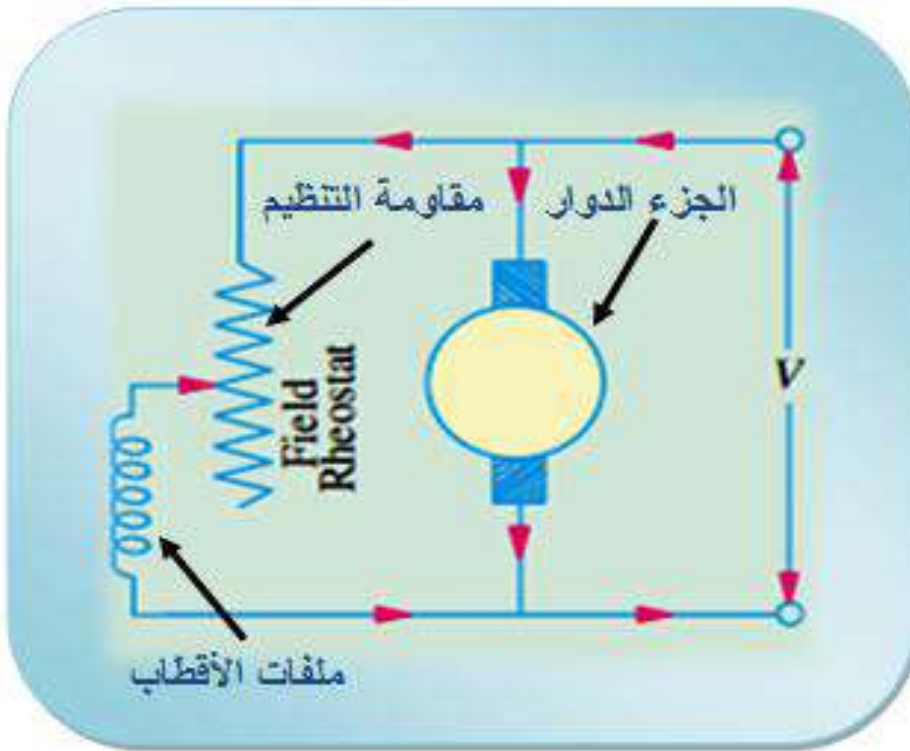 مقاومة التنظيم
الجزء الدوار
Field
Rheostat
V
ملفات الأقطاب